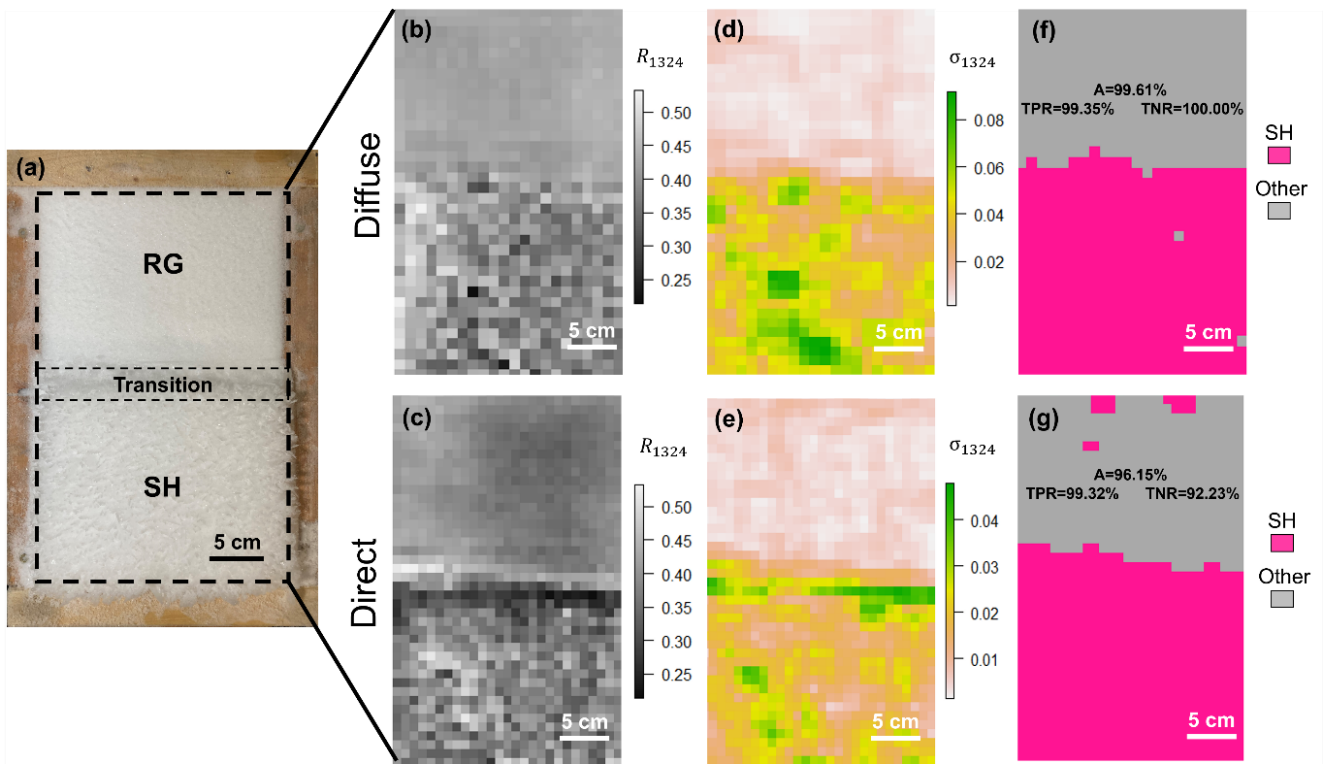 (a)
RG
Transition
SH
5 cm
Diffuse
(b)
R₁₃₂₄
0.50
0.45
0.40
0.35
0.30
0.25
5 cm
(d)
σ₁₃₂₄
0.08
0.06
0.04
0.02
5 cm
(f)
A=99.61%
TPR=99.35% TNR=100.00%
SH
Other
5 cm
Direct
(c)
R₁₃₂₄
0.50
0.45
0.40
0.35
0.30
0.25
5 cm
(e)
σ₁₃₂₄
0.04
0.03
0.02
0.01
5 cm
(g)
A=96.15%
TPR=99.32% TNR=92.23%
SH
Other
5 cm